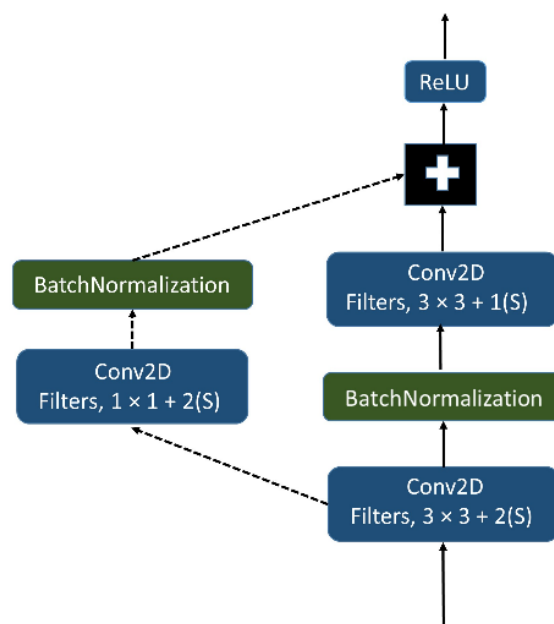 ReLU
BatchNormalization
Conv2D
Filters, 3 × 3 + 1(S)
Conv2D
Filters, 1 × 1 + 2(S)
BatchNormalization
Conv2D
Filters, 3 × 3 + 2(S)